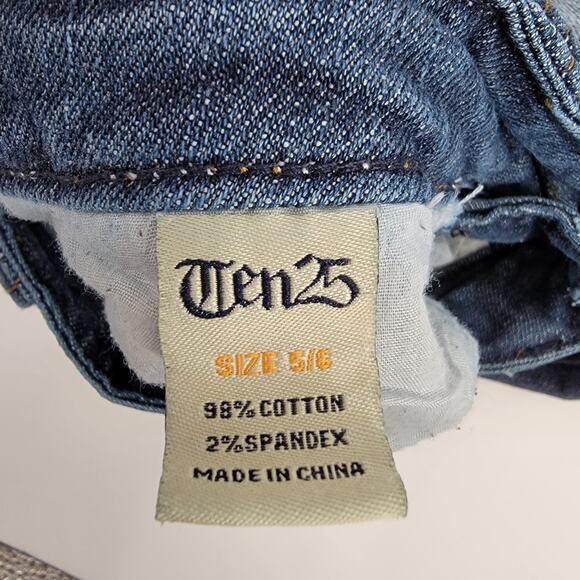 Ten25
SIZE 5/6
98% COTTON
2% SPANDEX
MADE IN CHINA